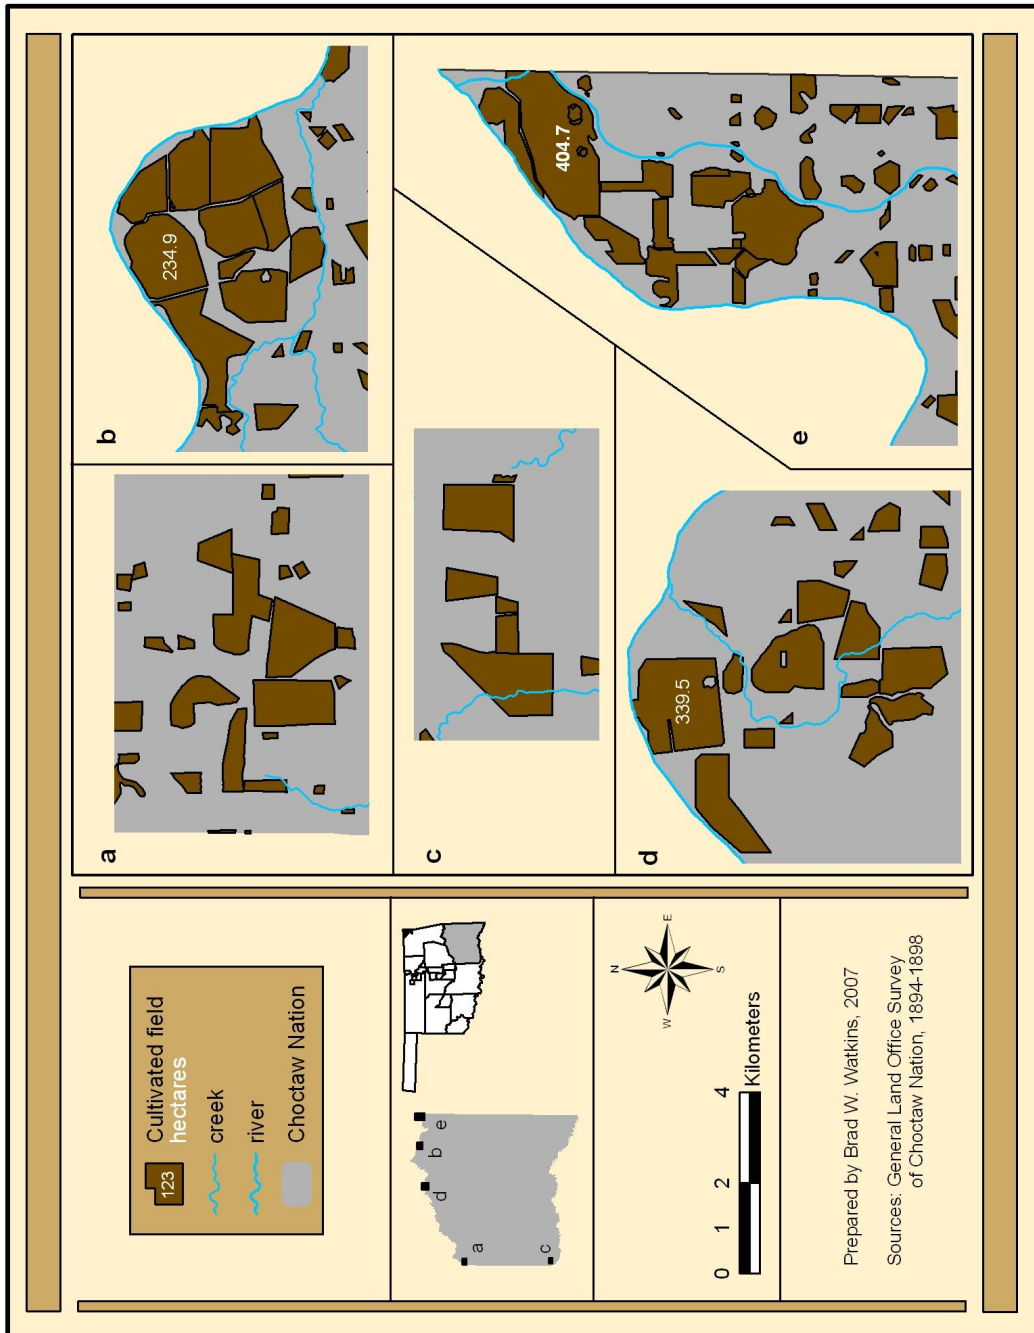 a
b
c
d
e
234.9
404.7
339.5
123
Cultivated field
hectares
creek
river
Choctaw Nation
a
d
b
e
c
N
W
E
S
0
1
2
4
Kilometers
Prepared by Brad W. Watkins, 2007
Sources: General Land Office Survey
of Choctaw Nation, 1894-1898